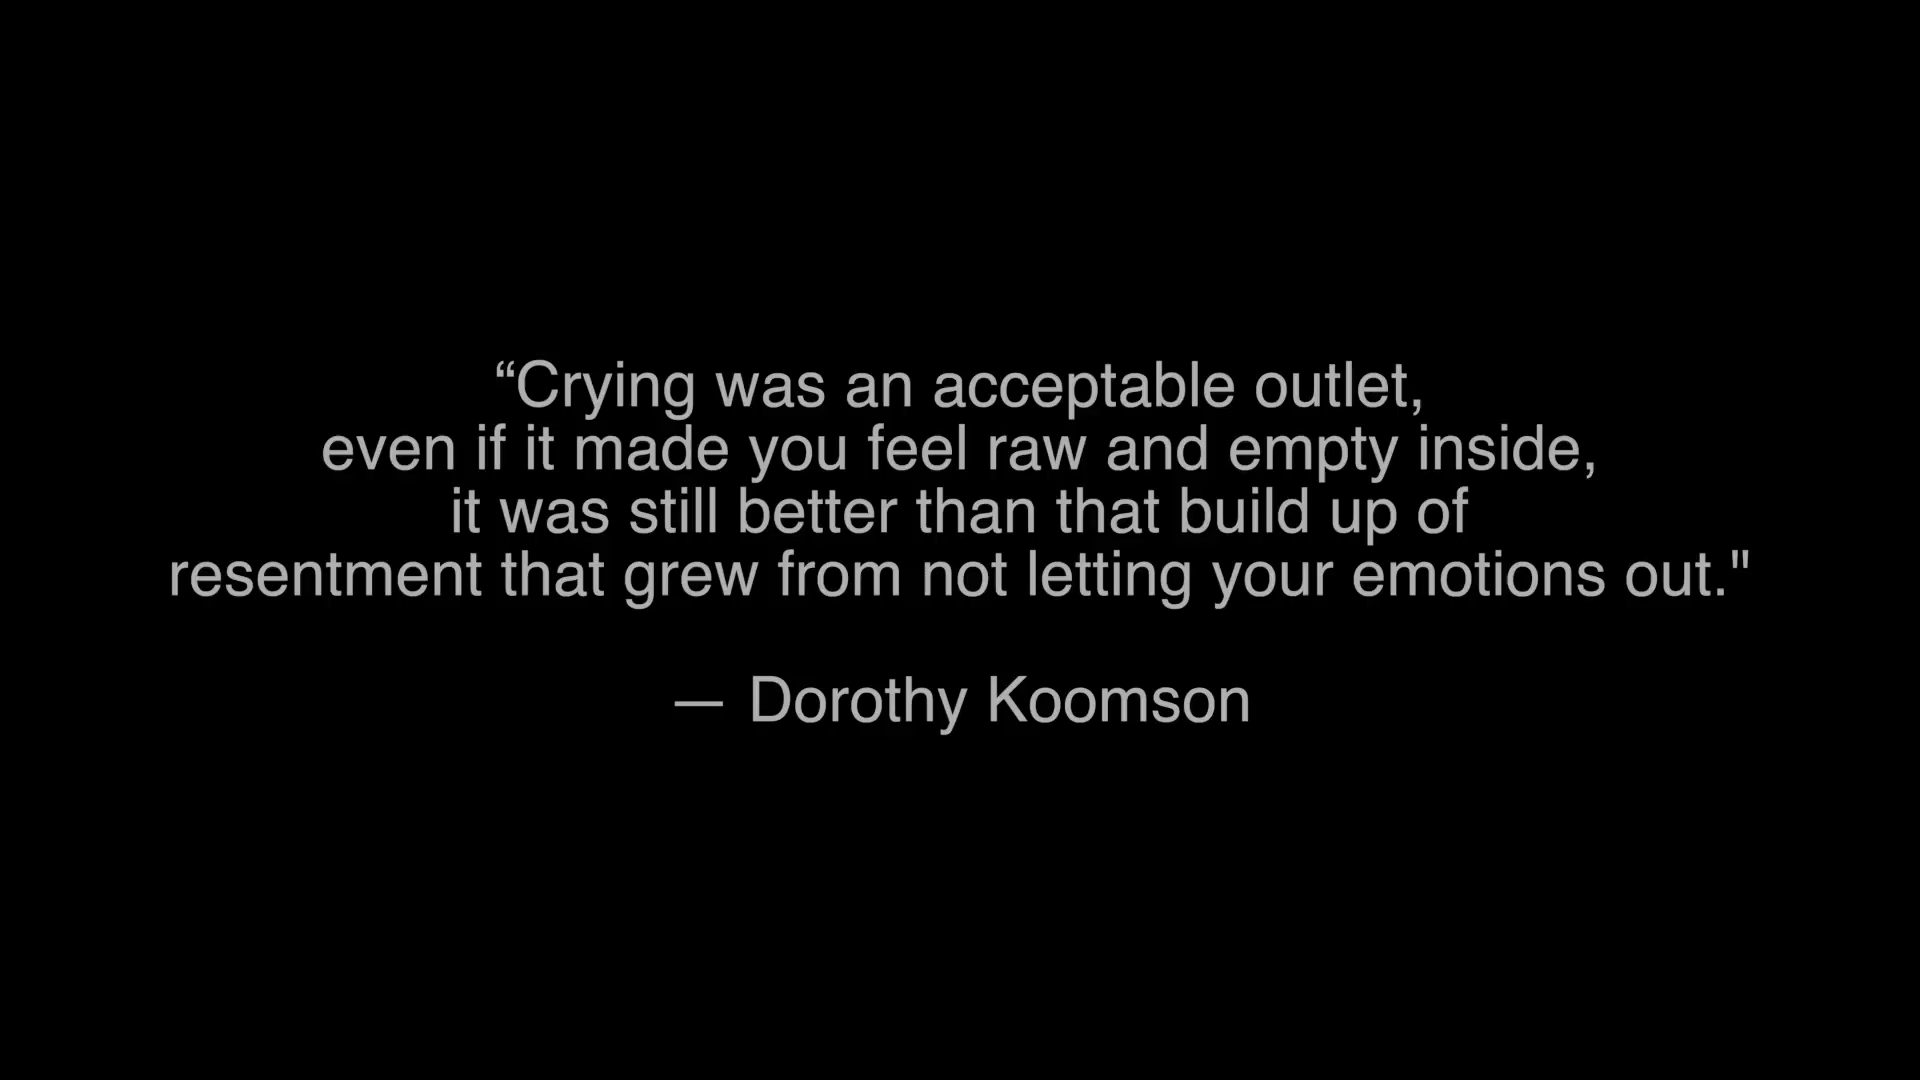 “Crying was an acceptable outlet,
even if it made you feel raw and empty inside,
it was still better than that build up of
resentment that grew from not letting your emotions out."
— Dorothy Koomson